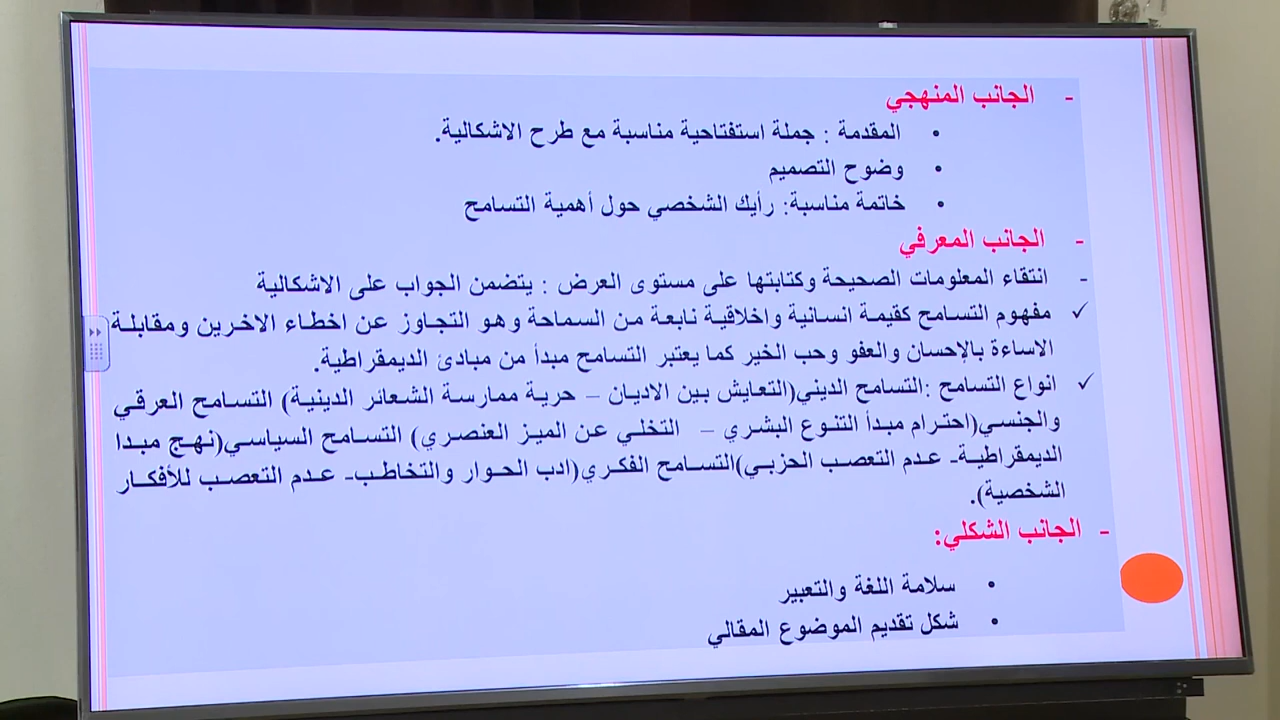 - الجانب المنهجي
• المقدمة : جملة استفتاحية مناسبة مع طرح الاشكالية.
• وضوح التصميم
• خاتمة مناسبة: رأيك الشخصي حول أهمية التسامح
- الجانب المعرفي
- انتقاء المعلومات الصحيحة وكتابتها على مستوى العرض : يتضمن الجواب على الاشكالية
✓ مفهوم التسامح كقيمة انسانية واخلاقية نابعة من السماحة وهو التجاوز عن اخطاء الاخرين ومقابلة
الاساءة بالإحسان والعفو وحب الخير كما يعتبر التسامح مبدأ من مبادئ الديمقراطية.
✓ انواع التسامح :التسامح الديني(التعايش بين الاديان – حرية ممارسة الشعائر الدينية) التسامح العرقي
والجنسي(احترام مبدأ التنوع البشري – التخلي عن الميز العنصري) التسامح السياسي(نهج مبدا
الديمقراطية- عدم التعصب الحزبي)التسامح الفكري(ادب الحوار والتخاطب- عدم التعصب للأفكار
الشخصية).
- الجانب الشكلي:
• سلامة اللغة والتعبير
• شكل تقديم الموضوع المقالي